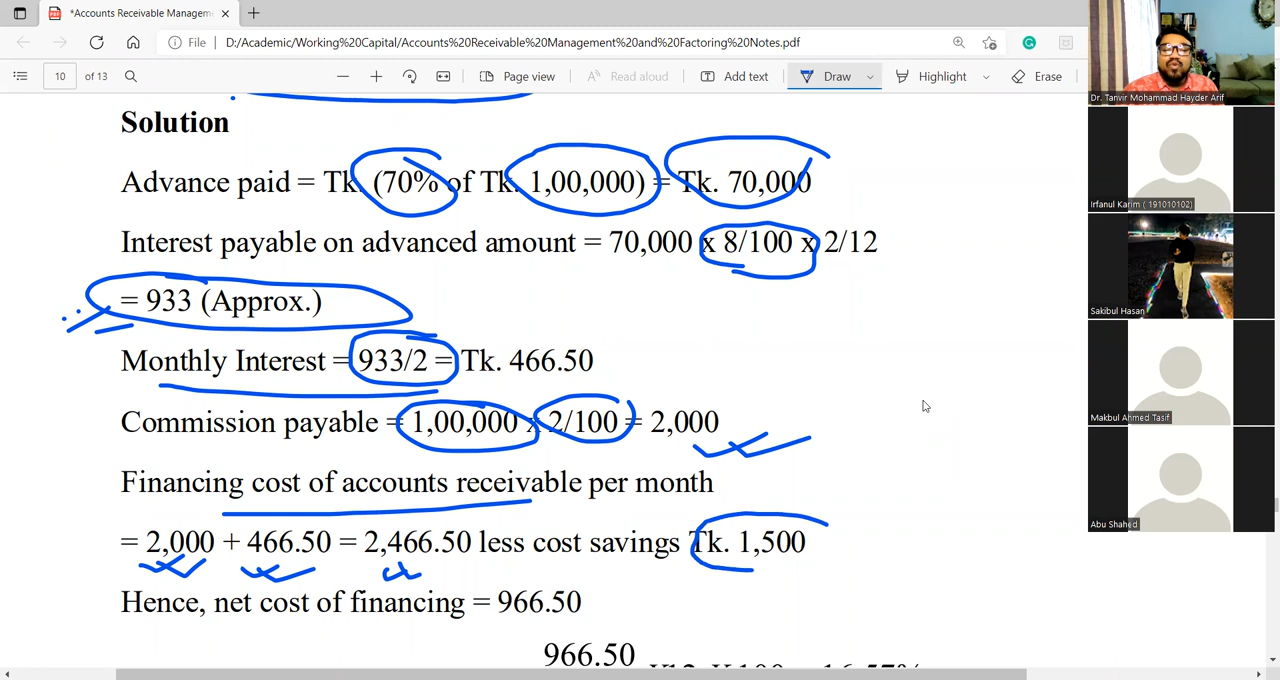 *Accounts Receivable Managem
File
D:/Academic/Working%20Capital/Accounts%20Receivable%20Management%20and%20Factoring%20Notes.pdf
10 of 13
Page view
Read aloud
Add text
Draw
Highlight
Erase
Solution
Advance paid = Tk. (70% of Tk. 1,00,000) = Tk. 70,000
Interest payable on advanced amount = 70,000 x 8/100 x 2/12
= 933 (Approx.)
Monthly Interest = 933/2 = Tk. 466.50
Commission payable = 1,00,000 x 2/100 = 2,000
Financing cost of accounts receivable per month
= 2,000 + 466.50 = 2,466.50 less cost savings Tk. 1,500
Hence, net cost of financing = 966.50
966.50
Dr. Tanvir Mohammad Hayder Arif
Irfanul Karim ( 191010102)
Sakibul Hasan
Makbul Ahmed Tasif
Abu Shahed